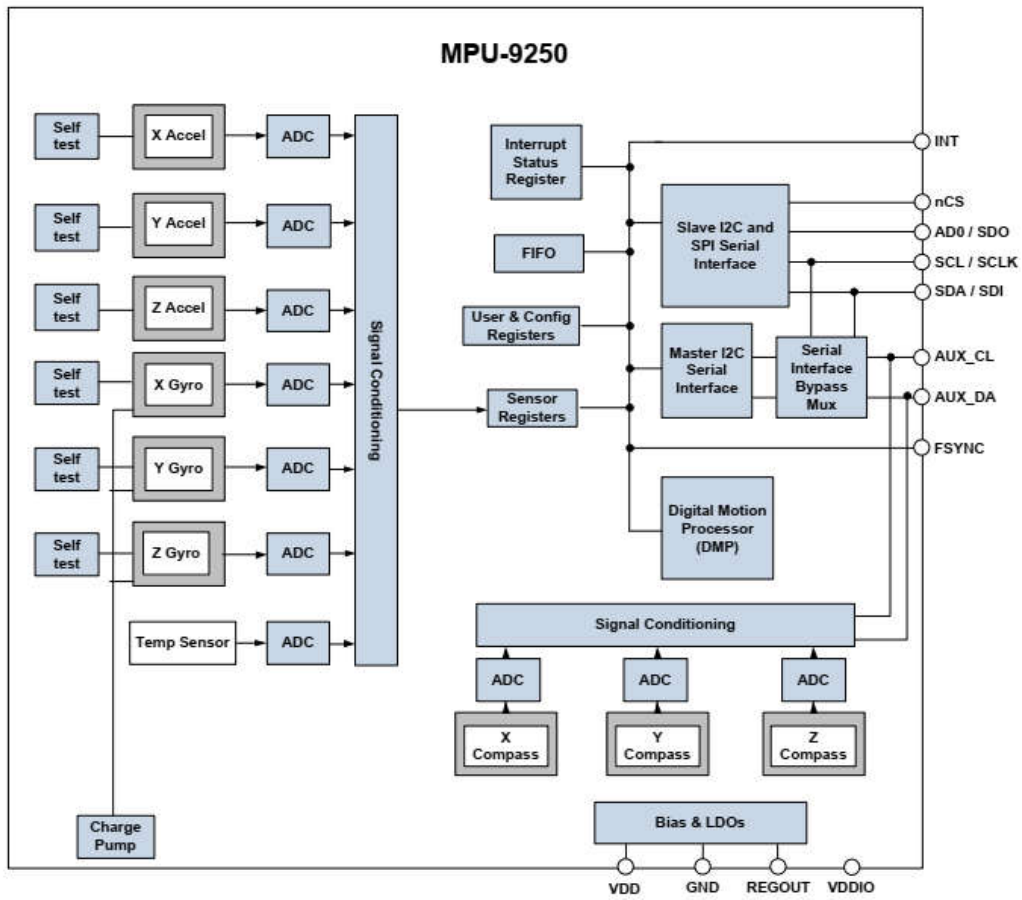 MPU-9250
Self
test
X Accel
ADC
Self
test
Y Accel
ADC
Self
test
Z Accel
ADC
Self
test
X Gyro
ADC
Self
test
Y Gyro
ADC
Self
test
Z Gyro
ADC
Temp Sensor
ADC
Signal Conditioning
Charge
Pump
Interrupt
Status
Register
FIFO
User & Config
Registers
Sensor
Registers
Slave I2C and
SPI Serial
Interface
Master I2C
Serial
Interface
Serial
Interface
Bypass
Mux
Digital Motion
Processor
(DMP)
INT
nCS
AD0 / SDO
SCL / SCLK
SDA / SDI
AUX_CL
AUX_DA
FSYNC
Signal Conditioning
ADC
ADC
ADC
X
Compass
Y
Compass
Z
Compass
Bias & LDOs
VDD
GND
REGOUT
VDDIO